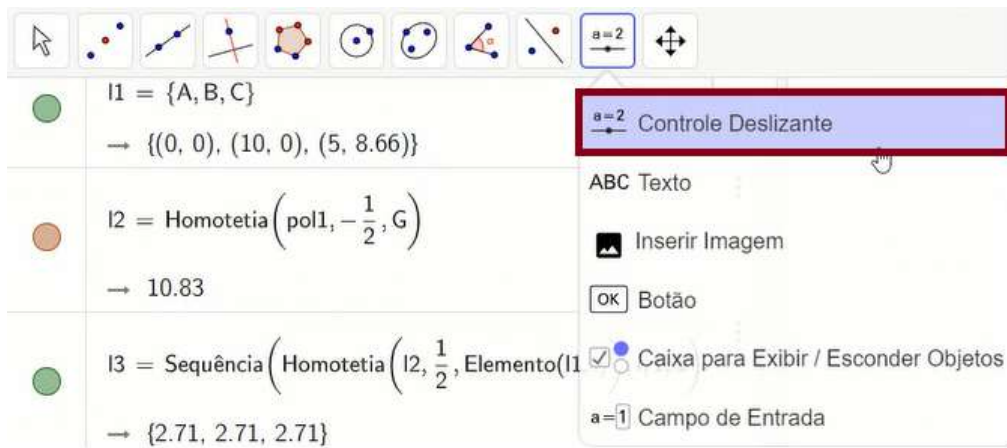 a=2
l1 = {A, B, C}
→ {(0, 0), (10, 0), (5, 8.66)}
l2 = Homotetia(pol1, −1/2, G)
→ 10.83
l3 = Sequência(Homotetia(l2, 1/2, Elemento(l1
→ {2.71, 2.71, 2.71}
a=2 Controle Deslizante
ABC Texto
Inserir Imagem
OK Botão
Caixa para Exibir / Esconder Objetos
a=1 Campo de Entrada